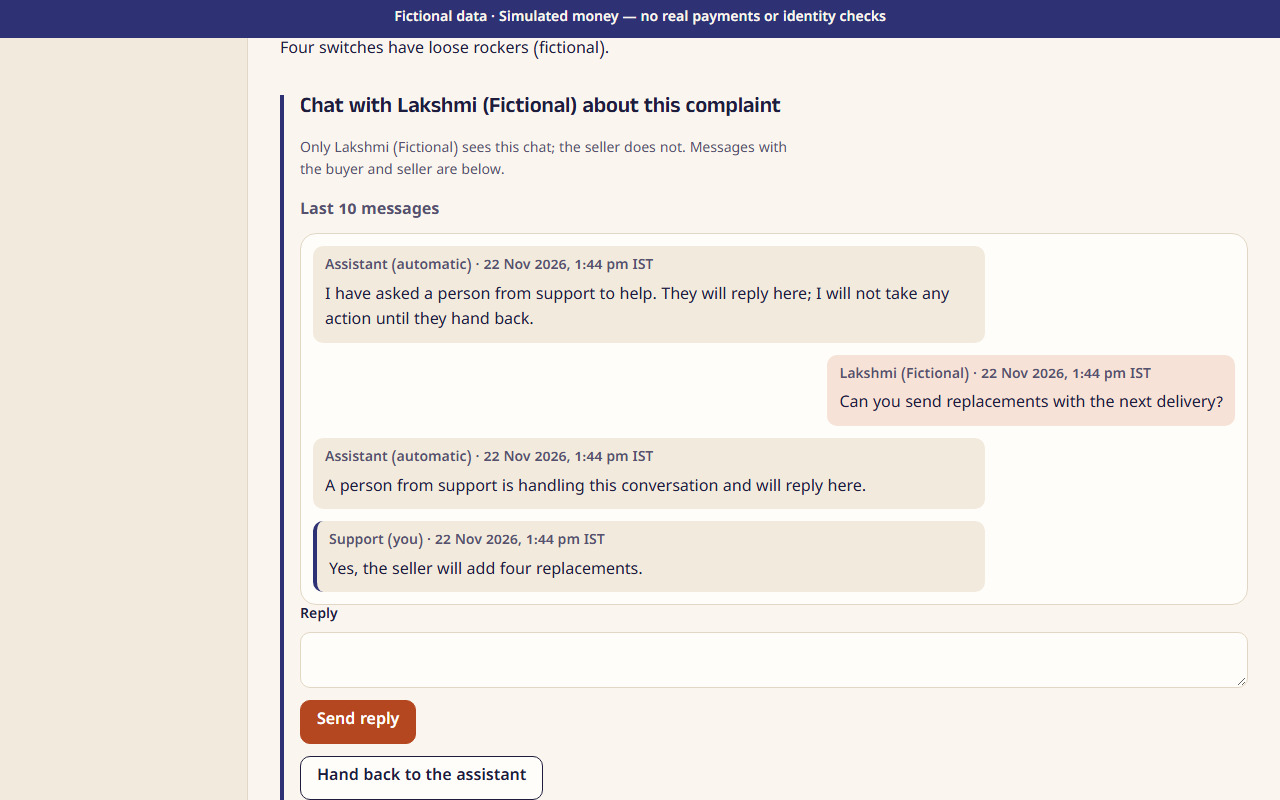 Fictional data · Simulated money — no real payments or identity checks
Four switches have loose rockers (fictional).
Chat with Lakshmi (Fictional) about this complaint
Only Lakshmi (Fictional) sees this chat; the seller does not. Messages with
the buyer and seller are below.
Last 10 messages
Assistant (automatic) · 22 Nov 2026, 1:44 pm IST
I have asked a person from support to help. They will reply here; I will not take any
action until they hand back.
Lakshmi (Fictional) · 22 Nov 2026, 1:44 pm IST
Can you send replacements with the next delivery?
Assistant (automatic) · 22 Nov 2026, 1:44 pm IST
A person from support is handling this conversation and will reply here.
Support (you) · 22 Nov 2026, 1:44 pm IST
Yes, the seller will add four replacements.
Reply
Send reply
Hand back to the assistant